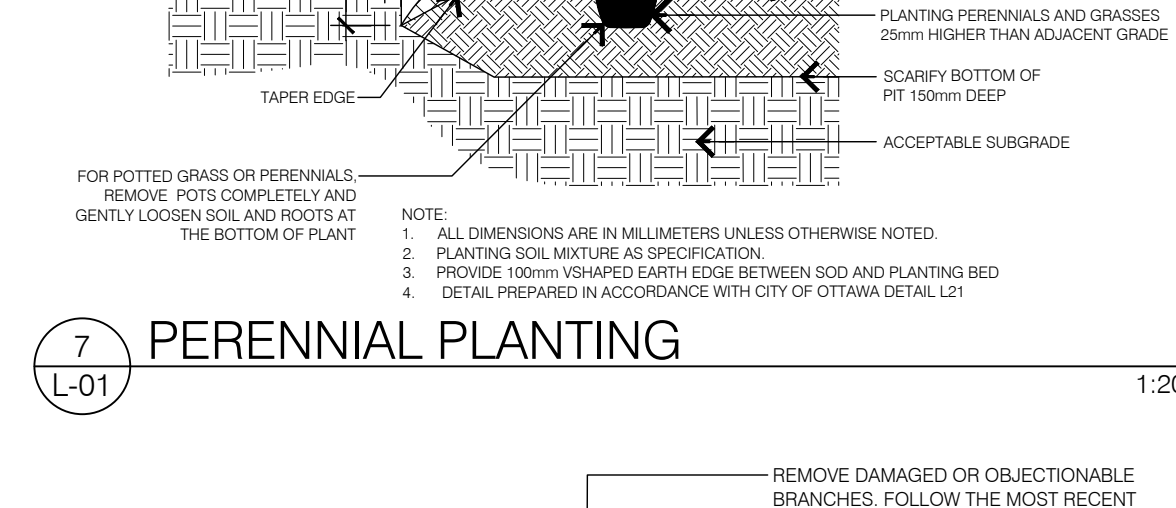 PLANTING PERENNIALS AND GRASSES
25mm HIGHER THAN ADJACENT GRADE
SCARIFY BOTTOM OF
PIT 150mm DEEP
TAPER EDGE
ACCEPTABLE SUBGRADE
FOR POTTED GRASS OR PERENNIALS,
REMOVE POTS COMPLETELY AND
GENTLY LOOSEN SOIL AND ROOTS AT
THE BOTTOM OF PLANT
NOTE:
1. ALL DIMENSIONS ARE IN MILLIMETERS UNLESS OTHERWISE NOTED.
2. PLANTING SOIL MIXTURE AS SPECIFICATION.
3. PROVIDE 100mm VSHAPED EARTH EDGE BETWEEN SOD AND PLANTING BED
4. DETAIL PREPARED IN ACCORDANCE WITH CITY OF OTTAWA DETAIL L21
7
L-01
PERENNIAL PLANTING
1:20
REMOVE DAMAGED OR OBJECTIONABLE
BRANCHES. FOLLOW THE MOST RECENT